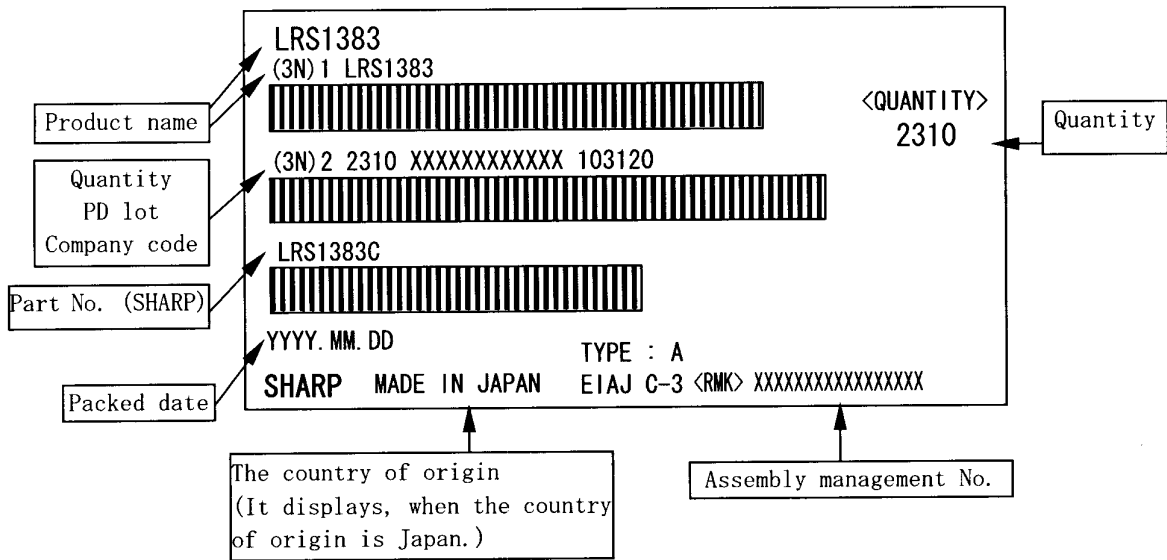 LRS1383
(3N)1 LRS1383
<QUANTITY>
2310
Product name
Quantity
(3N)2 2310 XXXXXXXXXXXX 103120
Quantity
PD lot
Company code
LRS1383C
Part No. (SHARP)
YYYY.MM.DD
TYPE : A
SHARP MADE IN JAPAN EIAJ C-3 <RMK> XXXXXXXXXXXXXXXXX
Packed date
The country of origin
(It displays, when the country
of origin is Japan.)
Assembly management No.